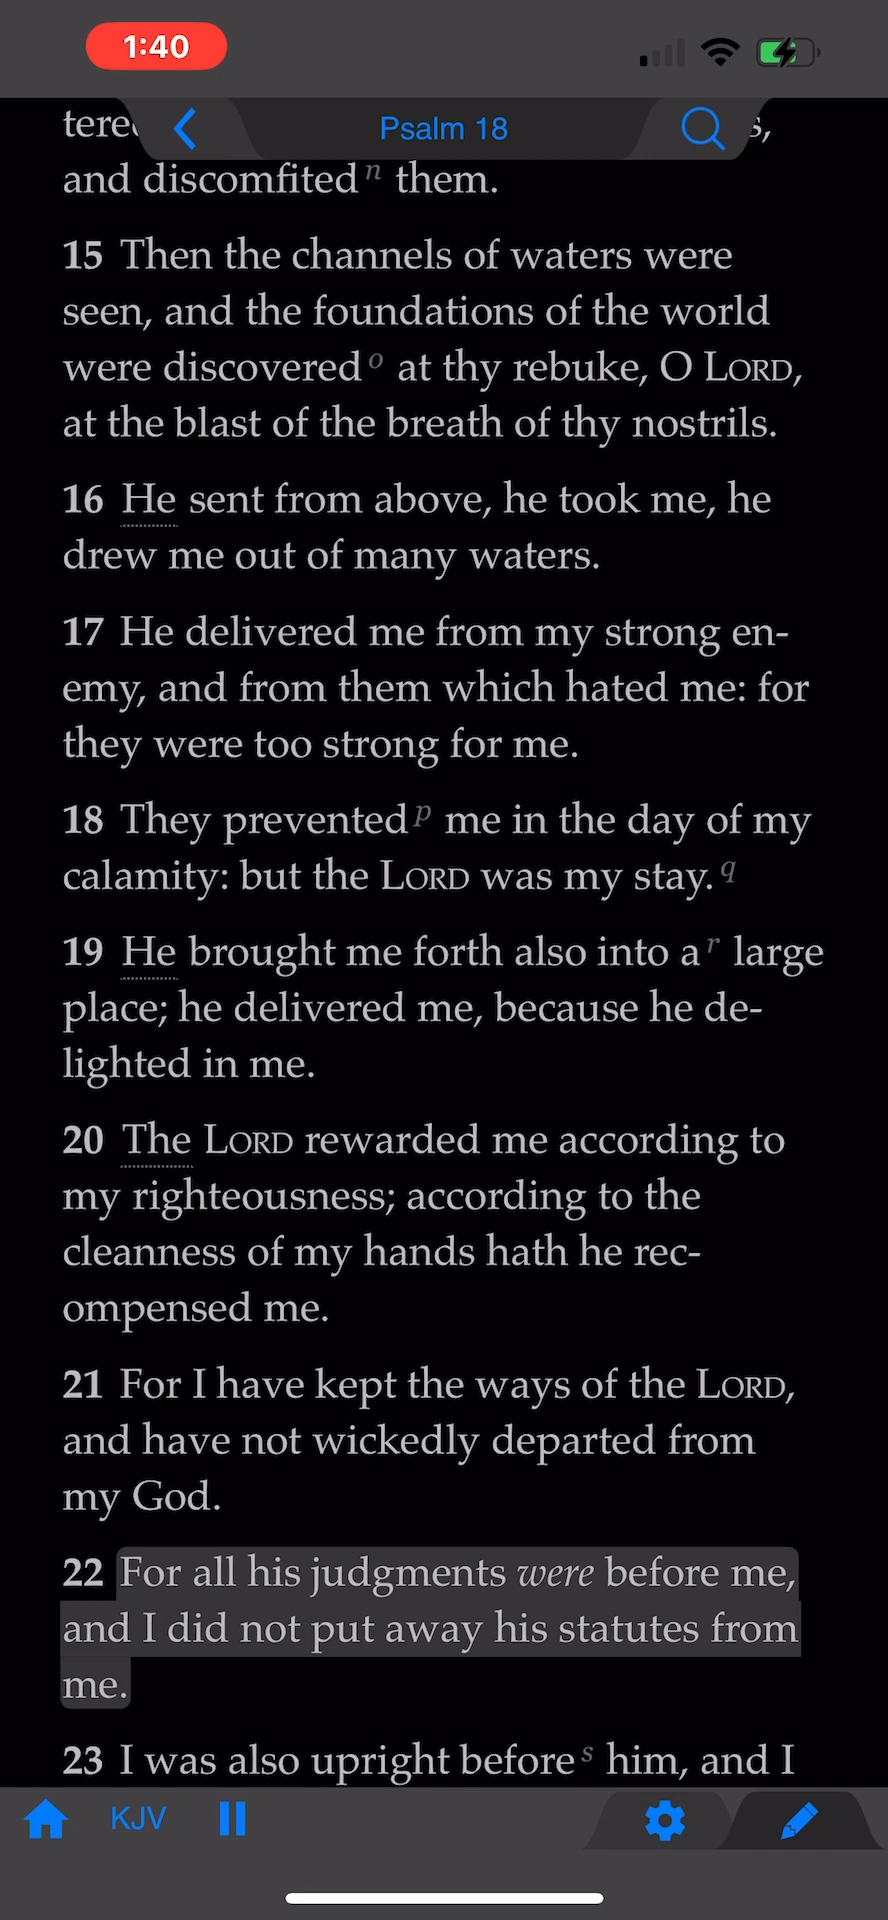 1:40
Psalm 18
and discomfited n them.
15 Then the channels of waters were
seen, and the foundations of the world
were discovered o at thy rebuke, O LORD,
at the blast of the breath of thy nostrils.
16 He sent from above, he took me, he
drew me out of many waters.
17 He delivered me from my strong en-
emy, and from them which hated me: for
they were too strong for me.
18 They prevented p me in the day of my
calamity: but the LORD was my stay. q
19 He brought me forth also into a r large
place; he delivered me, because he de-
lighted in me.
20 The LORD rewarded me according to
my righteousness; according to the
cleanness of my hands hath he rec-
ompensed me.
21 For I have kept the ways of the LORD,
and have not wickedly departed from
my God.
22 For all his judgments were before me,
and I did not put away his statutes from
me.
23 I was also upright before s him, and I
KJV